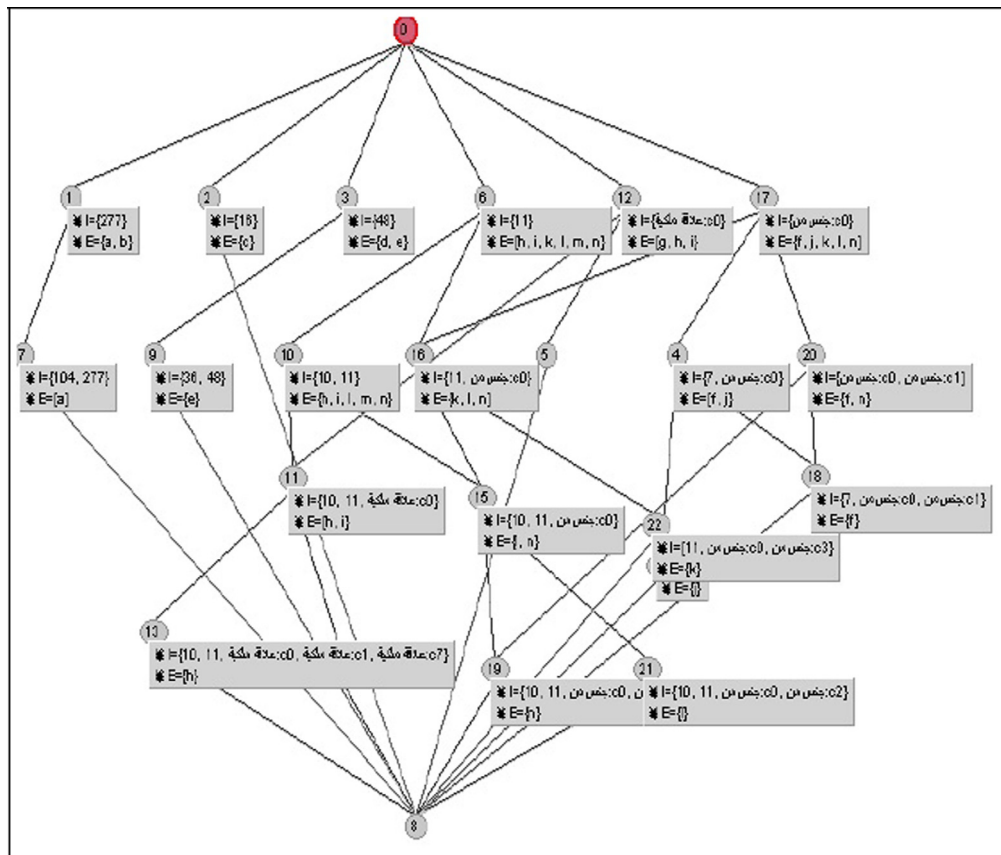 0
1
I={277}
E={a, b}
2
I={16}
E={c}
3
I={48}
E={d, e}
6
I={11}
E={h, i, k, l, m, n}
12
I={علاقة ملكية:c0}
E={g, h, i}
17
I={جنس من:c0}
E={f, j, k, l, n}
7
I={104, 277}
E={a}
9
I={36, 48}
E={e}
10
I={10, 11}
E={h, i, l, m, n}
16
I={11, جنس من:c0}
E={k, l, n}
5
4
I={7, جنس من:c0}
E={f, j}
20
I={جنس من:c0, جنس من:c1}
E={f, n}
11
I={10, 11, علاقة ملكية:c0}
E={h, i}
15
I={10, 11, جنس من:c0}
E={, n}
22
I={11, جنس من:c0, جنس من:c3}
E={k}
18
I={7, جنس من:c0, جنس من:c1}
E={f}
13
I={10, 11, علاقة ملكية:c0, علاقة ملكية:c1, علاقة ملكية:c7}
E={h}
19
I={10, 11, جنس من:c0,
21
I={10, 11, جنس من:c0, جنس من:c2}
E={l}
8